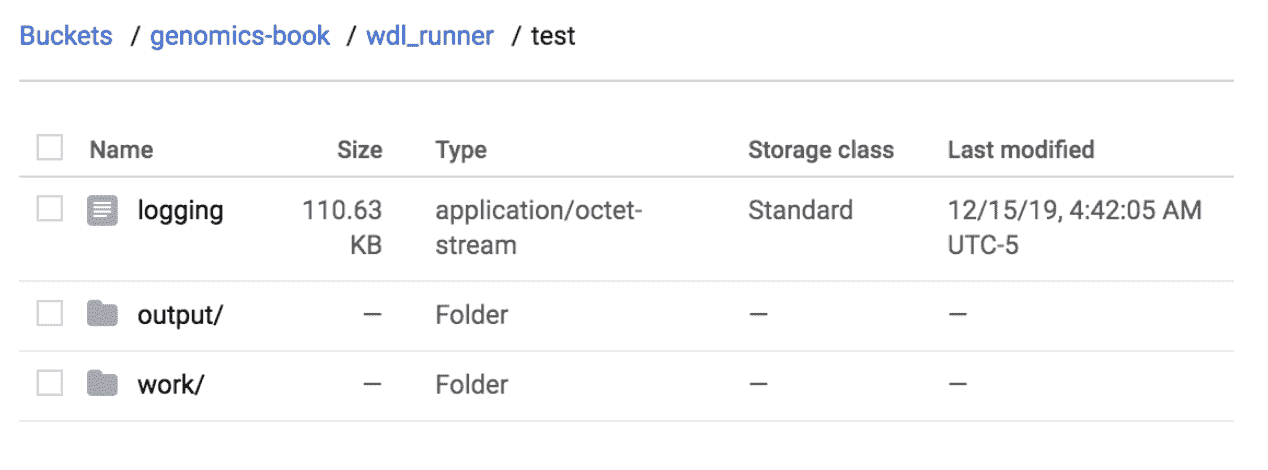 Buckets / genomics-book / wdl_runner / test
Name Size Type Storage class Last modified
logging 110.63 application/octet- Standard 12/15/19, 4:42:05 AM
KB stream UTC-5
output/ — Folder — —
work/ — Folder — —